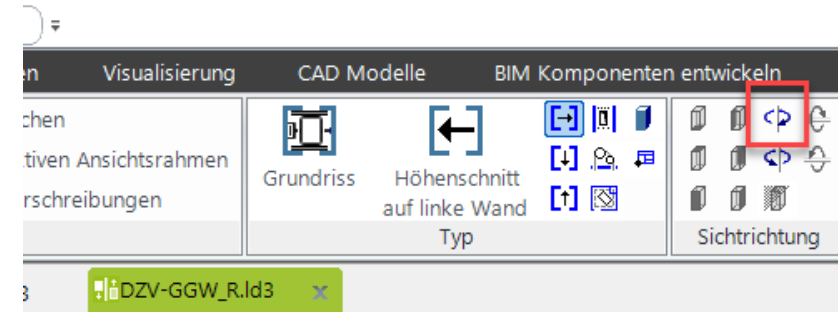 en Visualisierung CAD Modelle BIM Komponenten entwickeln
chen
tiven Ansichtsrahmen
rschreibungen
Grundriss
Höhenschnitt
auf linke Wand
Typ
Sichtrichtung
DZV-GGW_R.ld3 x